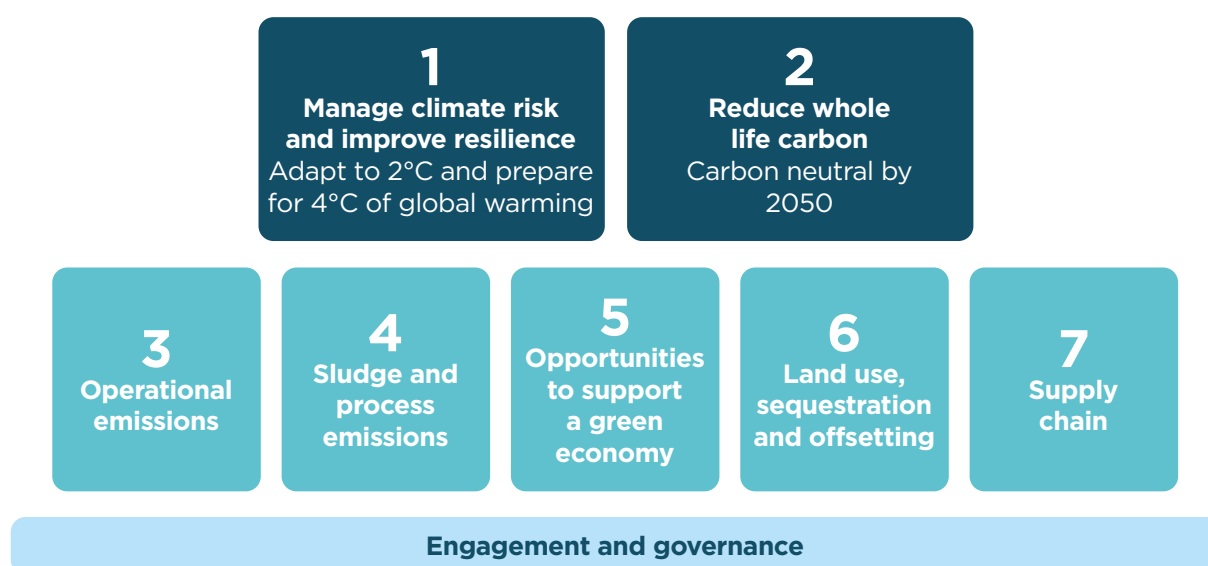 1
Manage climate risk
and improve resilience
Adapt to 2°C and prepare
for 4°C of global warming
2
Reduce whole
life carbon
Carbon neutral by
2050
3
Operational
emissions
4
Sludge and
process
emissions
5
Opportunities
to support
a green
economy
6
Land use,
sequestration
and offsetting
7
Supply
chain
Engagement and governance